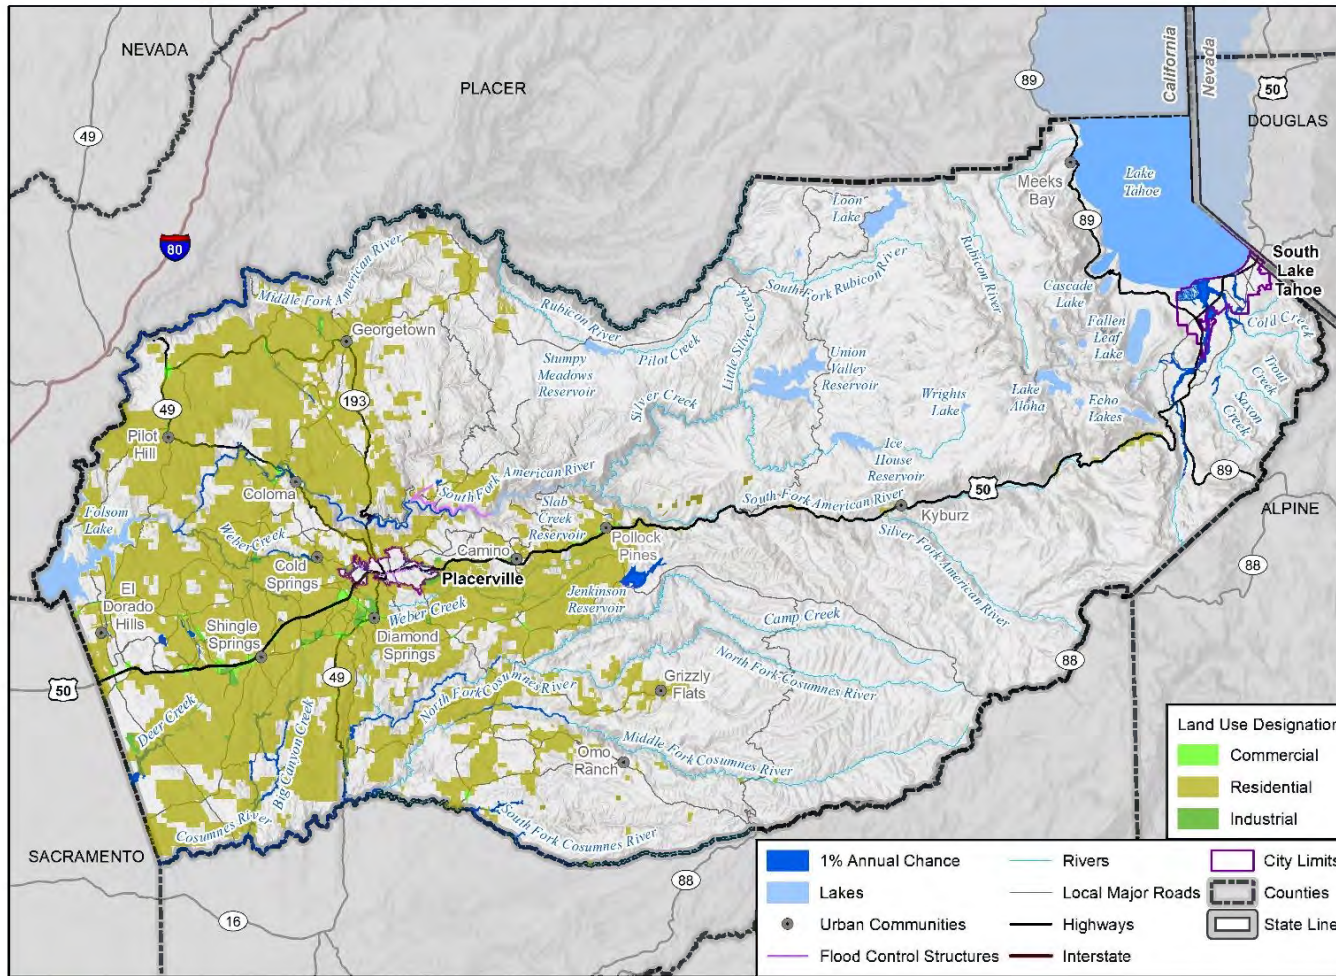 NEVADA
PLACER
89
California
Nevada
50
DOUGLAS
49
80
Meeks
Bay
Lake
Tahoe
89
Loon
Lake
South
Lake
Tahoe
Middle Fork American River
South Fork Rubicon River
Rubicon River
Cascade
Lake
Cold Creek
Rubicon River
Georgetown
Pilot Creek
Little Silver Creek
Fallen
Leaf
Lake
Stumpy
Meadows
Reservoir
Union
Valley
Reservoir
Trout
Creek
193
49
Silver Creek
Wrights
Lake
Lake
Aloha
Echo
Lakes
Saxon
Creek
Pilot
Hill
Ice
House
Reservoir
89
Coloma
South Fork American River
50
South Fork American River
Kyburz
ALPINE
Folsom
Lake
Weber Creek
Slab
Creek
Reservoir
Pollock
Pines
Camino
Cold
Springs
Placerville
Silver Fork American River
88
El
Dorado
Hills
Jenkinson
Reservoir
Weber Creek
Camp Creek
Shingle
Springs
Diamond
Springs
88
50
49
North Fork Cosumnes River
North Fork Cosumnes River
Grizzly
Flats
Deer Creek
Big Canyon Creek
Middle Fork Cosumnes River
Omo
Ranch
Cosumnes River
South Fork Cosumnes River
SACRAMENTO
88
16
Land Use Designation
Commercial
Residential
Industrial
1% Annual Chance
Rivers
City Limits
Lakes
Local Major Roads
Counties
Urban Communities
Highways
State Line
Flood Control Structures
Interstate